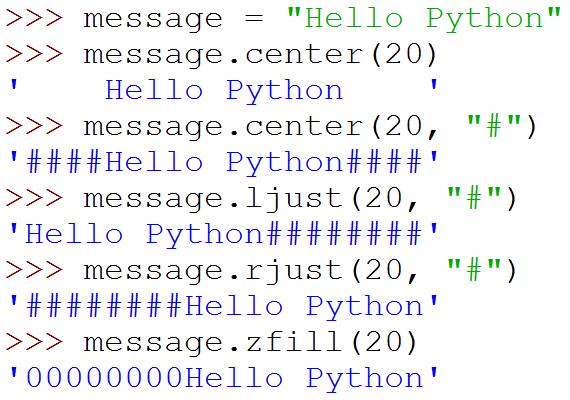 >>> message = "Hello Python"
>>> message.center(20)
'    Hello Python    '
>>> message.center(20, "#")
'####Hello Python####'
>>> message.ljust(20, "#")
'Hello Python########'
>>> message.rjust(20, "#")
'########Hello Python'
>>> message.zfill(20)
'00000000Hello Python'